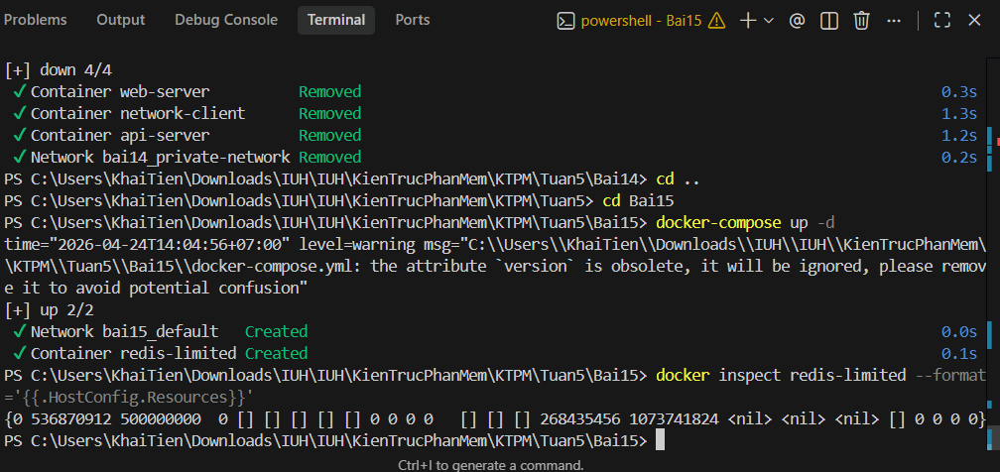 Problems Output Debug Console Terminal Ports powershell - Bai15
[+] down 4/4
✓ Container web-server Removed 0.3s
✓ Container network-client Removed 1.3s
✓ Container api-server Removed 1.2s
✓ Network bai14_private-network Removed 0.2s
PS C:\Users\KhaiTien\Downloads\IUH\IUH\KienTrucPhanMem\KTPM\Tuan5\Bai14> cd ..
PS C:\Users\KhaiTien\Downloads\IUH\IUH\KienTrucPhanMem\KTPM\Tuan5> cd Bai15
PS C:\Users\KhaiTien\Downloads\IUH\IUH\KienTrucPhanMem\KTPM\Tuan5\Bai15> docker-compose up -d
time="2026-04-24T14:04:56+07:00" level=warning msg="C:\\Users\\KhaiTien\\Downloads\\IUH\\IUH\\KienTrucPhanMem\
\KTPM\\Tuan5\\Bai15\\docker-compose.yml: the attribute `version` is obsolete, it will be ignored, please remov
e it to avoid potential confusion"
[+] up 2/2
✓ Network bai15_default Created 0.0s
✓ Container redis-limited Created 0.1s
PS C:\Users\KhaiTien\Downloads\IUH\IUH\KienTrucPhanMem\KTPM\Tuan5\Bai15> docker inspect redis-limited --format
='{{.HostConfig.Resources}}'
{0 536870912 500000000  0 [] [] [] [] [] 0 0 0 0   [] [] [] 268435456 1073741824 <nil> <nil> <nil> [] 0 0 0 0}
PS C:\Users\KhaiTien\Downloads\IUH\IUH\KienTrucPhanMem\KTPM\Tuan5\Bai15>
Ctrl+I to generate a command.